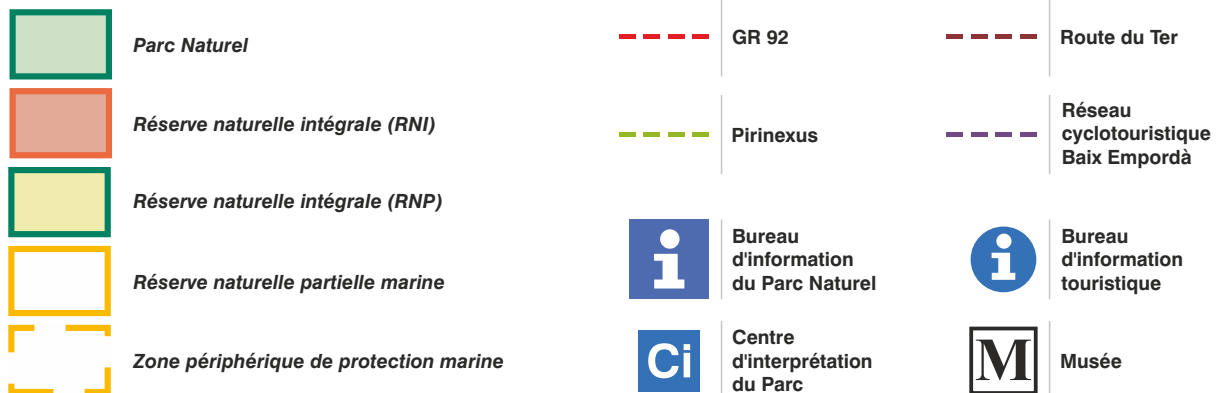 Parc Naturel
Réserve naturelle intégrale (RNI)
Réserve naturelle intégrale (RNP)
Réserve naturelle partielle marine
Zone périphérique de protection marine
GR 92
Pirinexus
i
Bureau
d'information
du Parc Naturel
Ci
Centre
d'interprétation
du Parc
Route du Ter
Réseau
cyclotouristique
Baix Empordà
i
Bureau
d'information
touristique
M
Musée